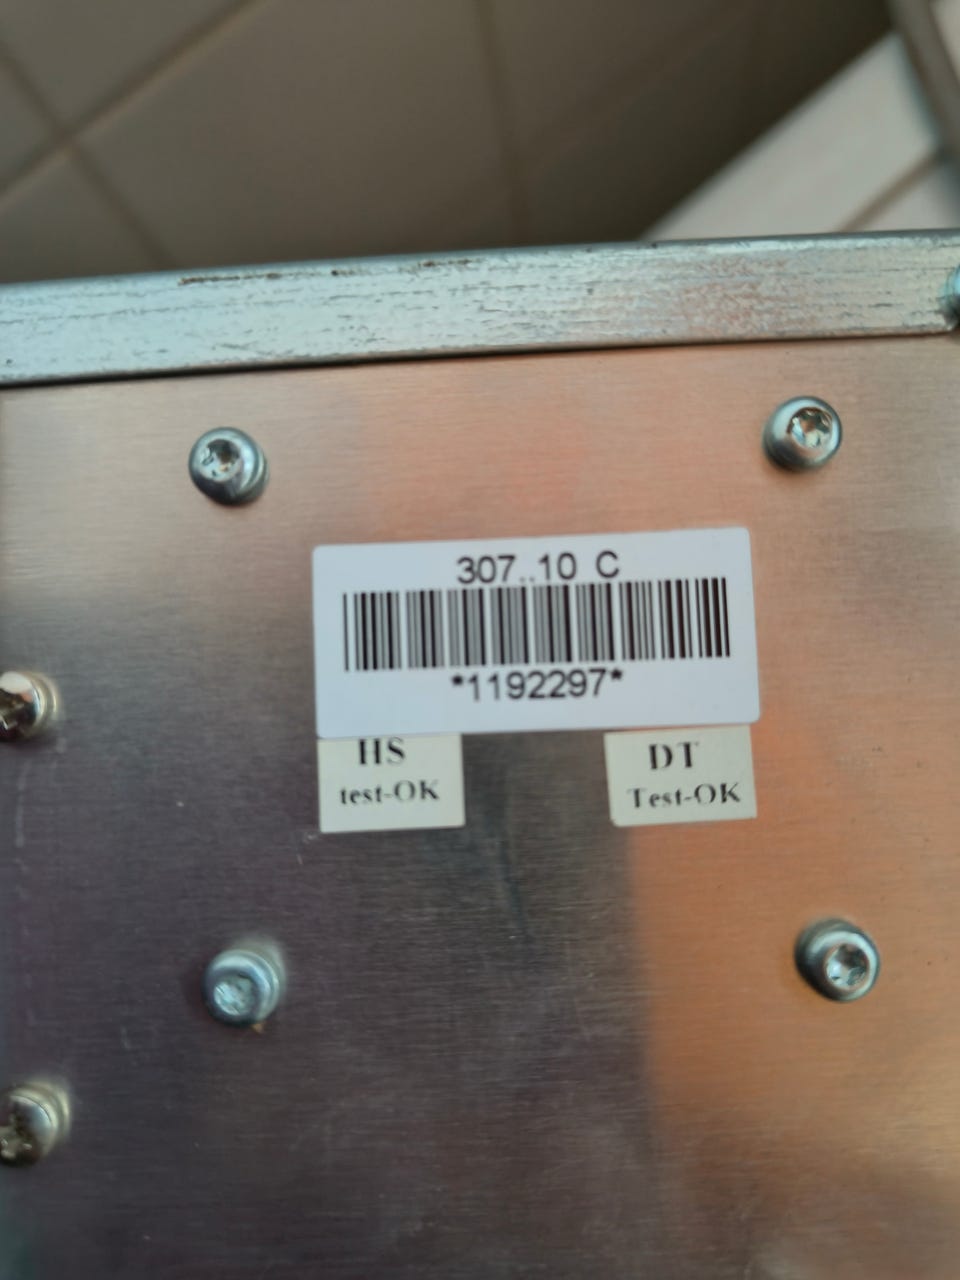 307..10 C
*1192297*
HS
test-OK
DT
Test-OK